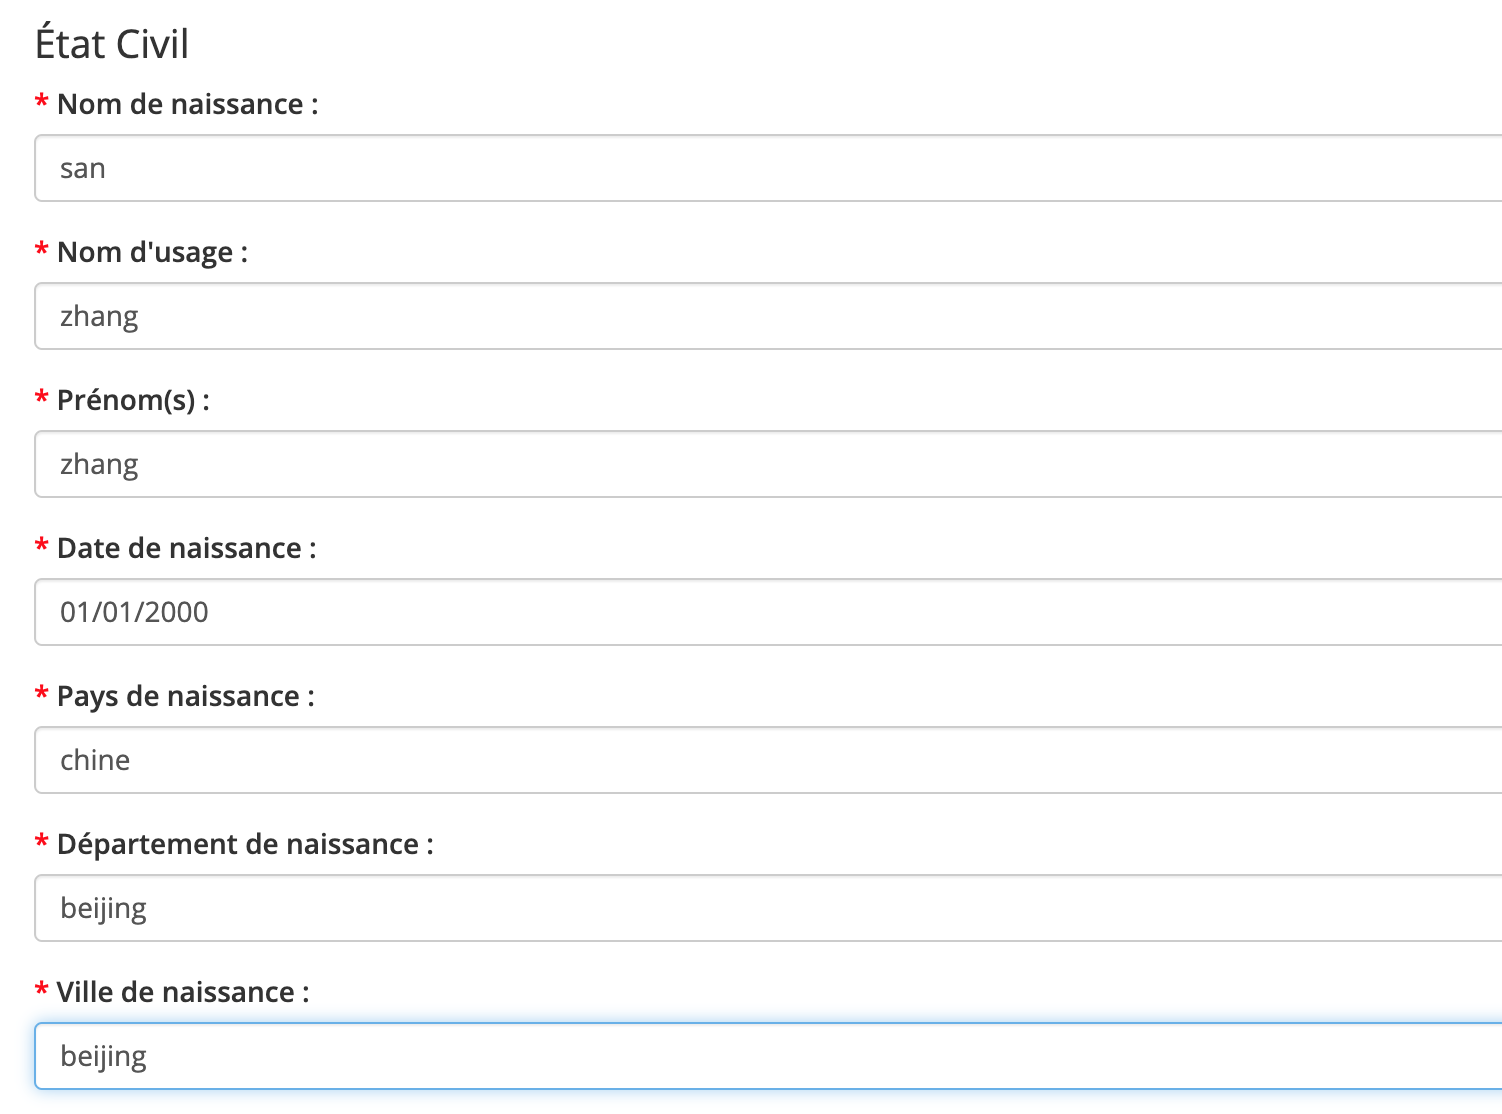 État Civil
* Nom de naissance :
san
* Nom d'usage :
zhang
* Prénom(s) :
zhang
* Date de naissance :
01/01/2000
* Pays de naissance :
chine
* Département de naissance :
beijing
* Ville de naissance :
beijing